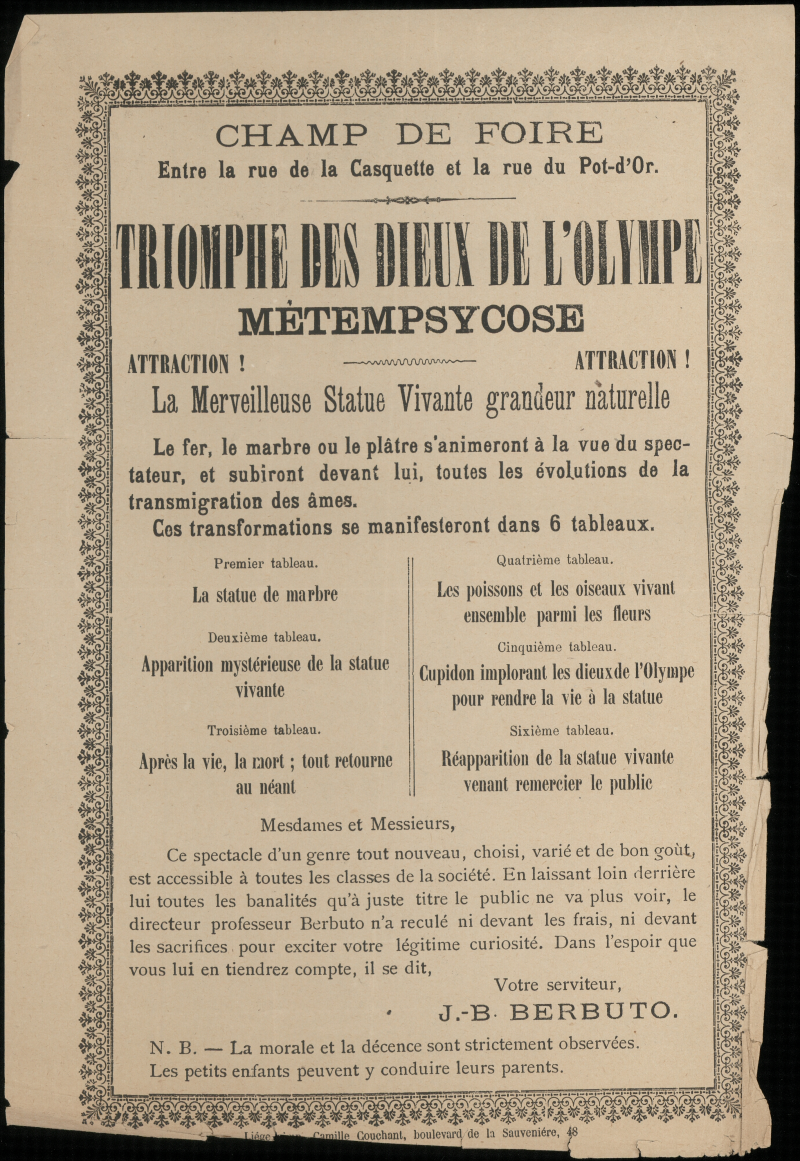 CHAMP DE FOIRE
Entre la rue de la Casquette et la rue du Pot-d'Or.
TRIOMPHE DES DIEUX DE L'OLYMPE
MÉTEMPSYCOSE
ATTRACTION ! ATTRACTION !
La Merveilleuse Statue Vivante grandeur naturelle
Le fer, le marbre ou le plâtre s'animeront à la vue du spec-
tateur, et subiront devant lui, toutes les évolutions de la
transmigration des âmes.
Ces transformations se manifesteront dans 6 tableaux.
Premier tableau.
La statue de marbre
Deuxième tableau.
Apparition mystérieuse de la statue
vivante
Troisième tableau.
Après la vie, la mort ; tout retourne
au néant
Quatrième tableau.
Les poissons et les oiseaux vivant
ensemble parmi les fleurs
Cinquième tableau.
Cupidon implorant les dieux de l'Olympe
pour rendre la vie à la statue
Sixième tableau.
Réapparition de la statue vivante
venant remercier le public
Mesdames et Messieurs,
Ce spectacle d'un genre tout nouveau, choisi, varié et de bon goût,
est accessible à toutes les classes de la société. En laissant loin derrière
lui toutes les banalités qu'à juste titre le public ne va plus voir, le
directeur professeur Berbuto n'a reculé ni devant les frais, ni devant
les sacrifices pour exciter votre légitime curiosité. Dans l'espoir que
vous lui en tiendrez compte, il se dit,
Votre serviteur,
J.-B. BERBUTO.
N. B. — La morale et la décence sont strictement observées.
Les petits enfants peuvent y conduire leurs parents.
Liége Camille Couchant, boulevard de la Sauvenière, 48